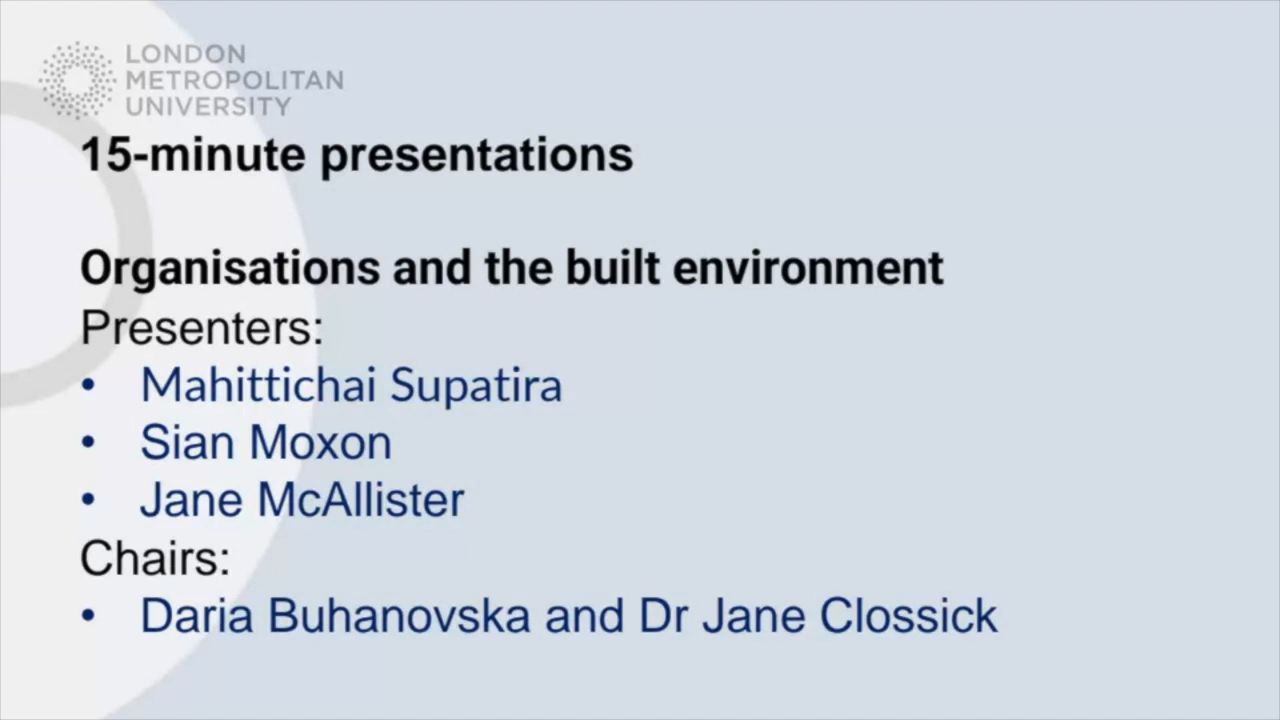 LONDON
METROPOLITAN
UNIVERSITY
15-minute presentations
Organisations and the built environment
Presenters:
• Mahittichai Supatira
• Sian Moxon
• Jane McAllister
Chairs:
• Daria Buhanovska and Dr Jane Clossick